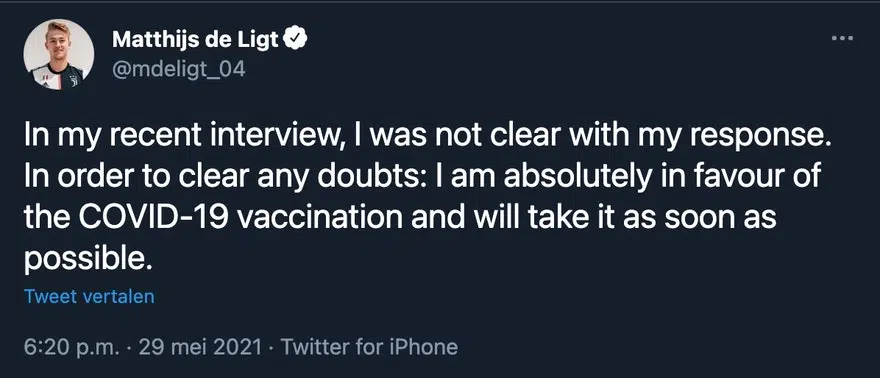 Matthijs de Ligt
@mdeligt_04
In my recent interview, I was not clear with my response.
In order to clear any doubts: I am absolutely in favour of
the COVID-19 vaccination and will take it as soon as
possible.
Tweet vertalen
6:20 p.m. · 29 mei 2021 · Twitter for iPhone